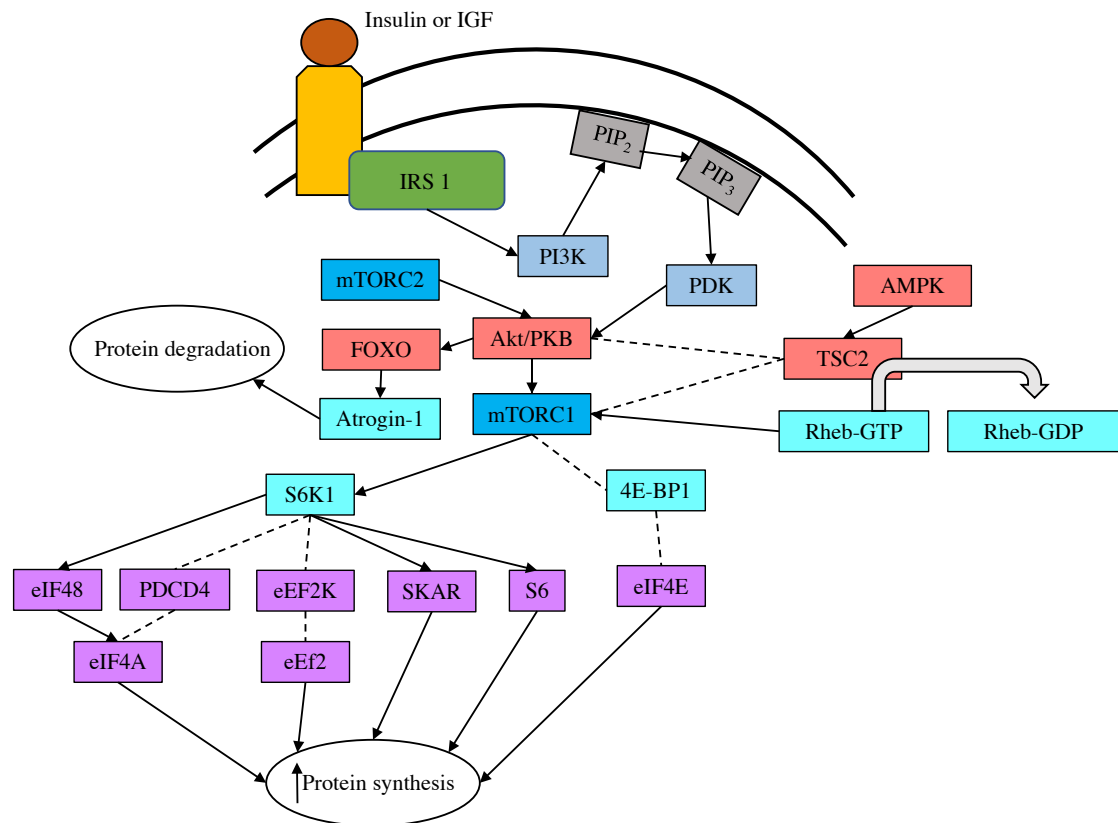 Insulin or IGF
PIP2
PIP3
IRS 1
PI3K
mTORC2
PDK
AMPK
Protein degradation
FOXO
Akt/PKB
TSC2
Atrogin-1
mTORC1
Rheb-GTP
Rheb-GDP
S6K1
4E-BP1
eIF48
PDCD4
eEF2K
SKAR
S6
eIF4E
eIF4A
eEf2
Protein synthesis